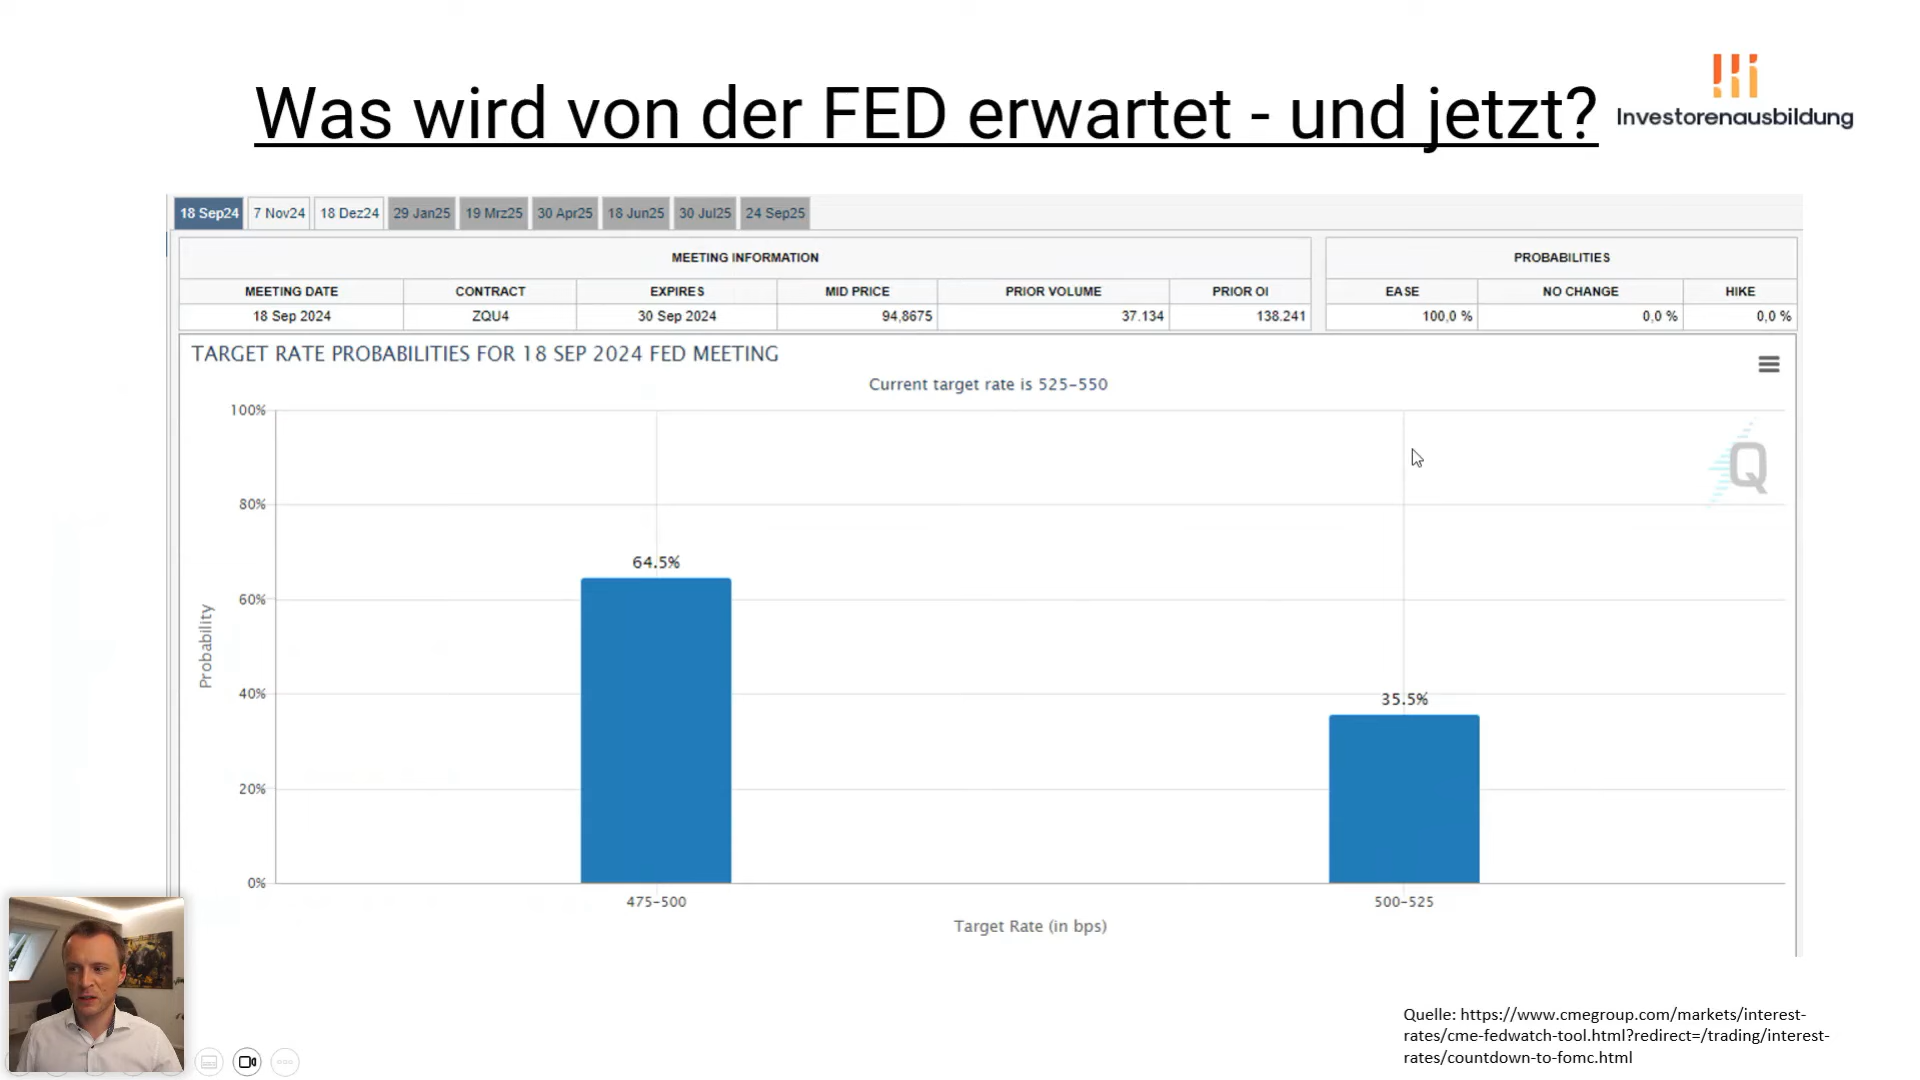 Was wird von der FED erwartet - und jetzt?
Investorenausbildung
18 Sep24 7 Nov24 18 Dez24 29 Jan25 19 Mrz25 30 Apr25 18 Jun25 30 Jul25 24 Sep25
MEETING INFORMATION
MEETING DATE CONTRACT EXPIRES MID PRICE PRIOR VOLUME PRIOR OI
18 Sep 2024 ZQU4 30 Sep 2024 94,8675 37.134 138.241
PROBABILITIES
EASE NO CHANGE HIKE
100,0 % 0,0 % 0,0 %
TARGET RATE PROBABILITIES FOR 18 SEP 2024 FED MEETING
Current target rate is 525-550
Q
100%
80%
60%
40%
20%
0%
Probability
64.5%
35.5%
475-500
500-525
Target Rate (in bps)
Quelle: https://www.cmegroup.com/markets/interest-
rates/cme-fedwatch-tool.html?redirect=/trading/interest-
rates/countdown-to-fomc.html